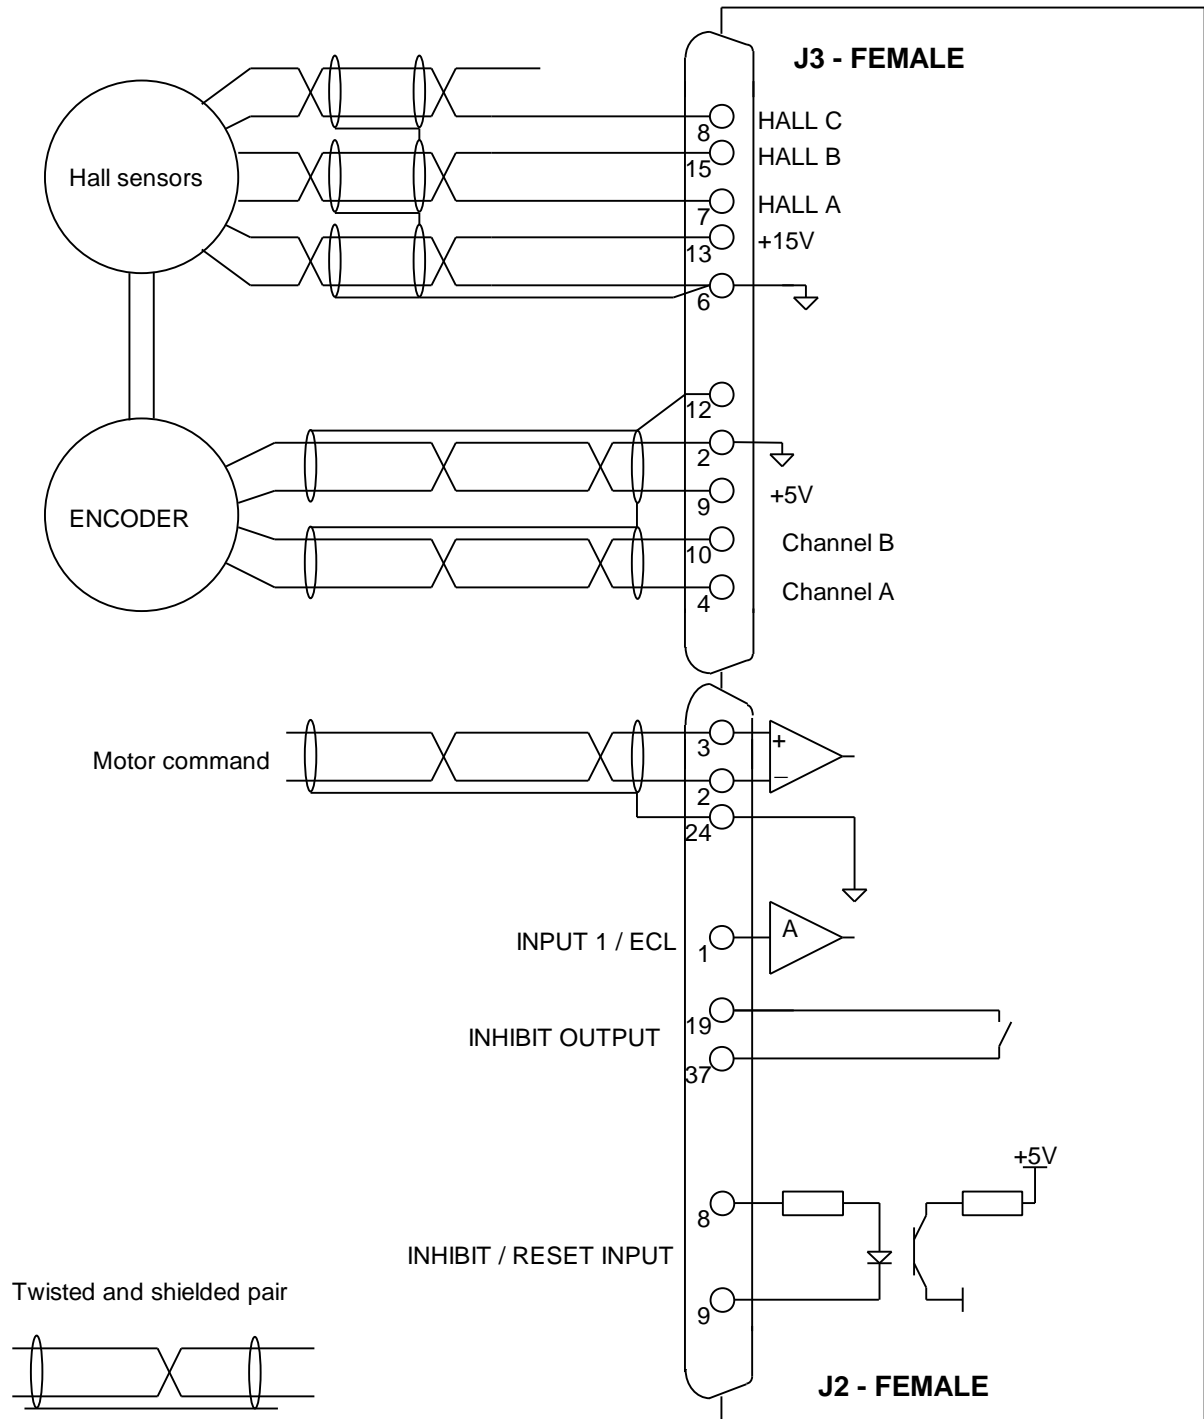 J3 - FEMALE
Hall sensors
8 HALL C
15 HALL B
7 HALL A
13 +15V
6
12
2
9 +5V
ENCODER
10 Channel B
4 Channel A
3 +
Motor command
2 –
24
INPUT 1 / ECL 1 A
19
INHIBIT OUTPUT
37
+5V
8
INHIBIT / RESET INPUT
Twisted and shielded pair
9
J2 - FEMALE